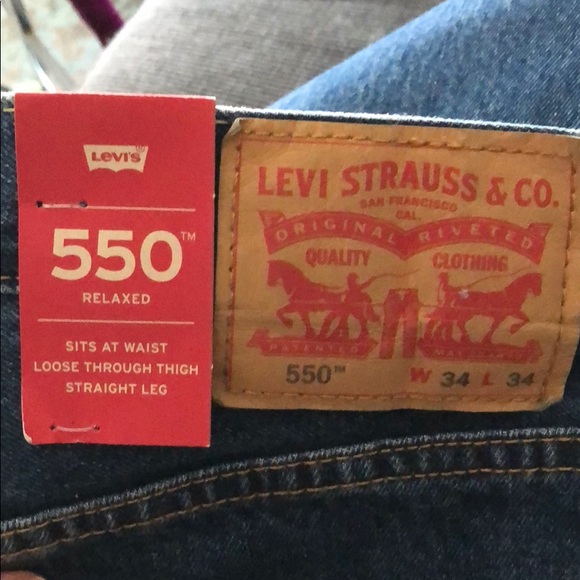 Levi's
550™
RELAXED
SITS AT WAIST
LOOSE THROUGH THIGH
STRAIGHT LEG
LEVI STRAUSS & CO.
SAN FRANCISCO
CAL.
ORIGINAL RIVETED
QUALITY CLOTHING
550™ W 34 L 34